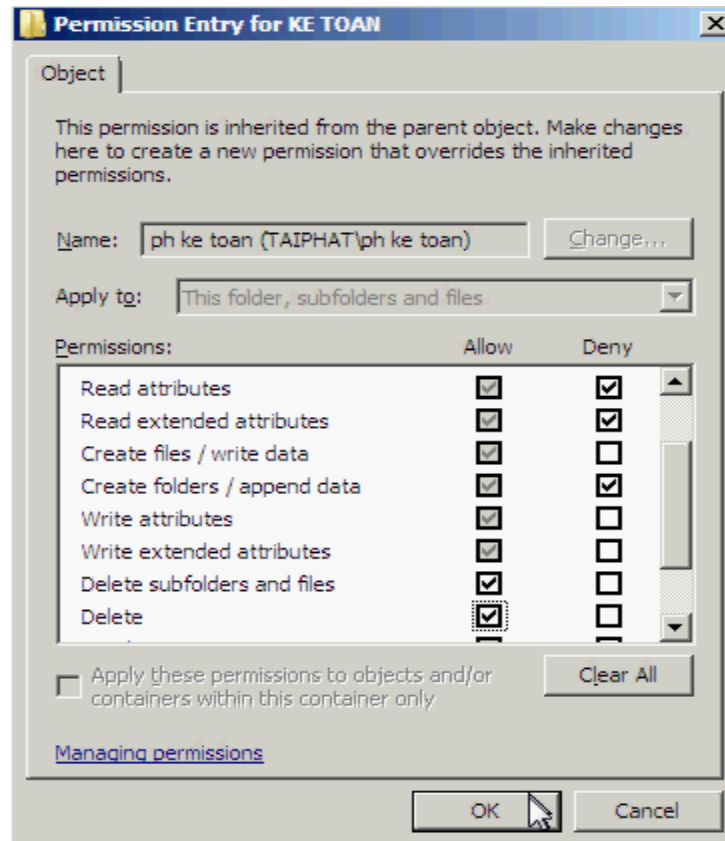 Permission Entry for KE TOAN
Object
This permission is inherited from the parent object. Make changes
here to create a new permission that overrides the inherited
permissions.
Name: ph ke toan (TAIPHAT\ph ke toan) Change...
Apply to: This folder, subfolders and files
Permissions: Allow Deny
Read attributes
Read extended attributes
Create files / write data
Create folders / append data
Write attributes
Write extended attributes
Delete subfolders and files
Delete
Apply these permissions to objects and/or
containers within this container only
Clear All
Managing permissions
OK Cancel